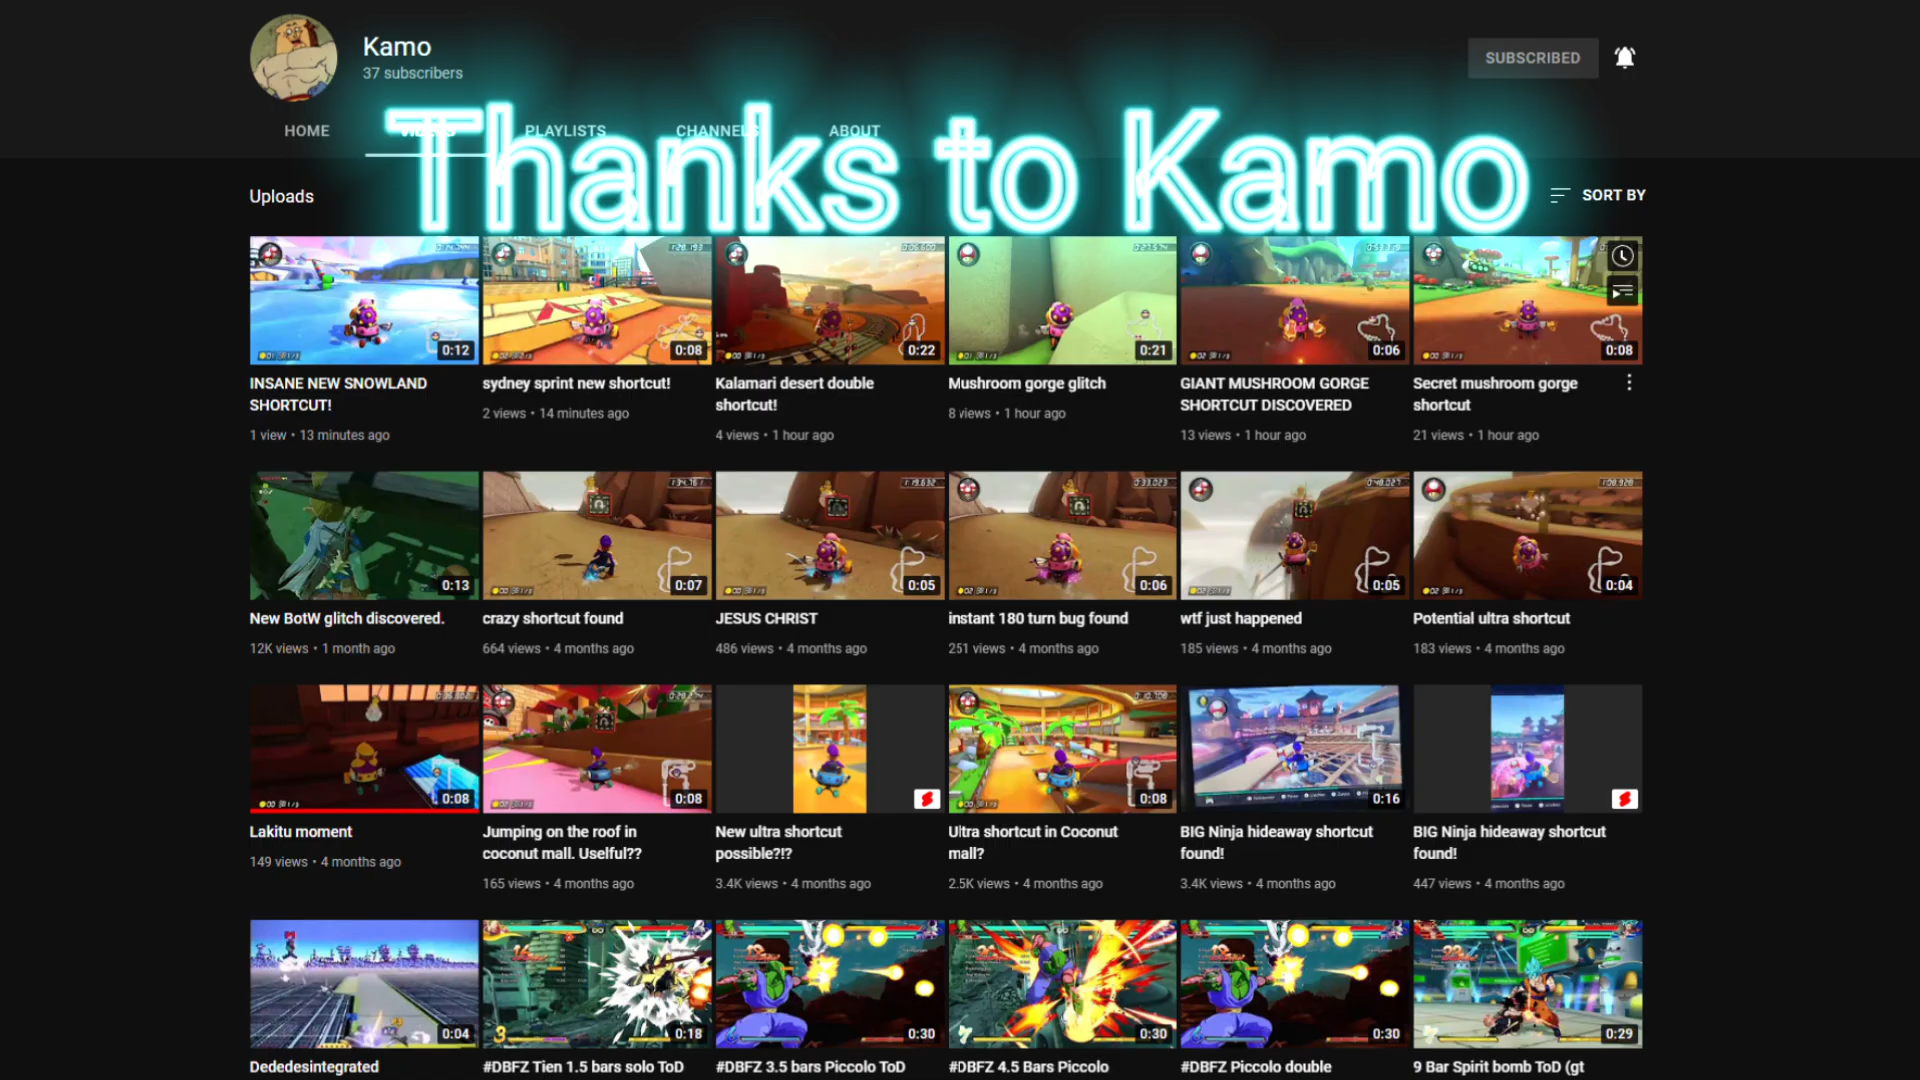 Kamo
37 subscribers
SUBSCRIBED
Thanks to Kamo
HOME
PLAYLISTS
CHANNELS
ABOUT
Uploads
SORT BY
0:12
0:08
0:22
0:21
0:06
0:08
INSANE NEW SNOWLAND
SHORTCUT!
1 view • 13 minutes ago
sydney sprint new shortcut!
2 views • 14 minutes ago
Kalamari desert double
shortcut!
4 views • 1 hour ago
Mushroom gorge glitch
8 views • 1 hour ago
GIANT MUSHROOM GORGE
SHORTCUT DISCOVERED
13 views • 1 hour ago
Secret mushroom gorge
shortcut
21 views • 1 hour ago
0:13
0:07
0:05
0:06
0:05
0:04
New BotW glitch discovered.
12K views • 1 month ago
crazy shortcut found
664 views • 4 months ago
JESUS CHRIST
486 views • 4 months ago
instant 180 turn bug found
251 views • 4 months ago
wtf just happened
185 views • 4 months ago
Potential ultra shortcut
183 views • 4 months ago
0:08
0:08
0:08
0:16
Lakitu moment
149 views • 4 months ago
Jumping on the roof in
coconut mall. Uselful??
165 views • 4 months ago
New ultra shortcut
possible?!?
3.4K views • 4 months ago
Ultra shortcut in Coconut
mall?
2.5K views • 4 months ago
BIG Ninja hideaway shortcut
found!
3.4K views • 4 months ago
BIG Ninja hideaway shortcut
found!
447 views • 4 months ago
0:04
0:18
0:30
0:30
0:30
0:29
Dededesintegrated
#DBFZ Tien 1.5 bars solo ToD
#DBFZ 3.5 bars Piccolo ToD
#DBFZ 4.5 Bars Piccolo
#DBFZ Piccolo double
9 Bar Spirit bomb ToD (gt